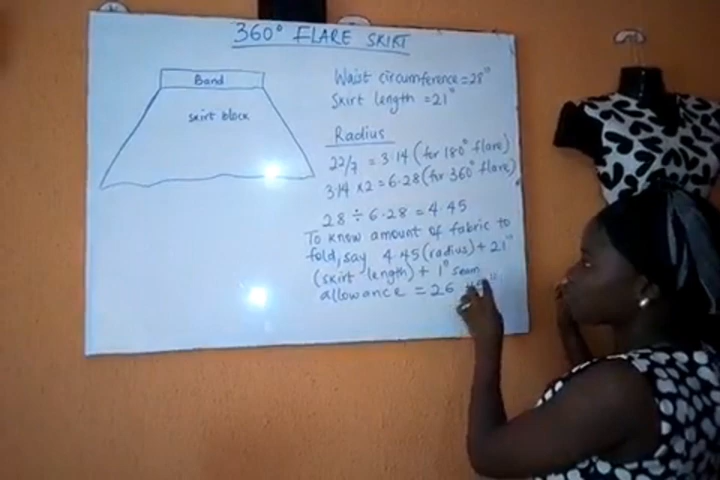 360° FLARE SKIRT
Band
skirt block
Waist circumference = 28"
Skirt length = 21"
Radius
22/7 = 3.14 (for 180° flare)
3.14 x 2 = 6.28 (for 360° flare)
28 ÷ 6.28 = 4.45
To know amount of fabric to
fold, say 4.45 (radius) + 21"
(skirt length) + 1" seam
allowance = 26